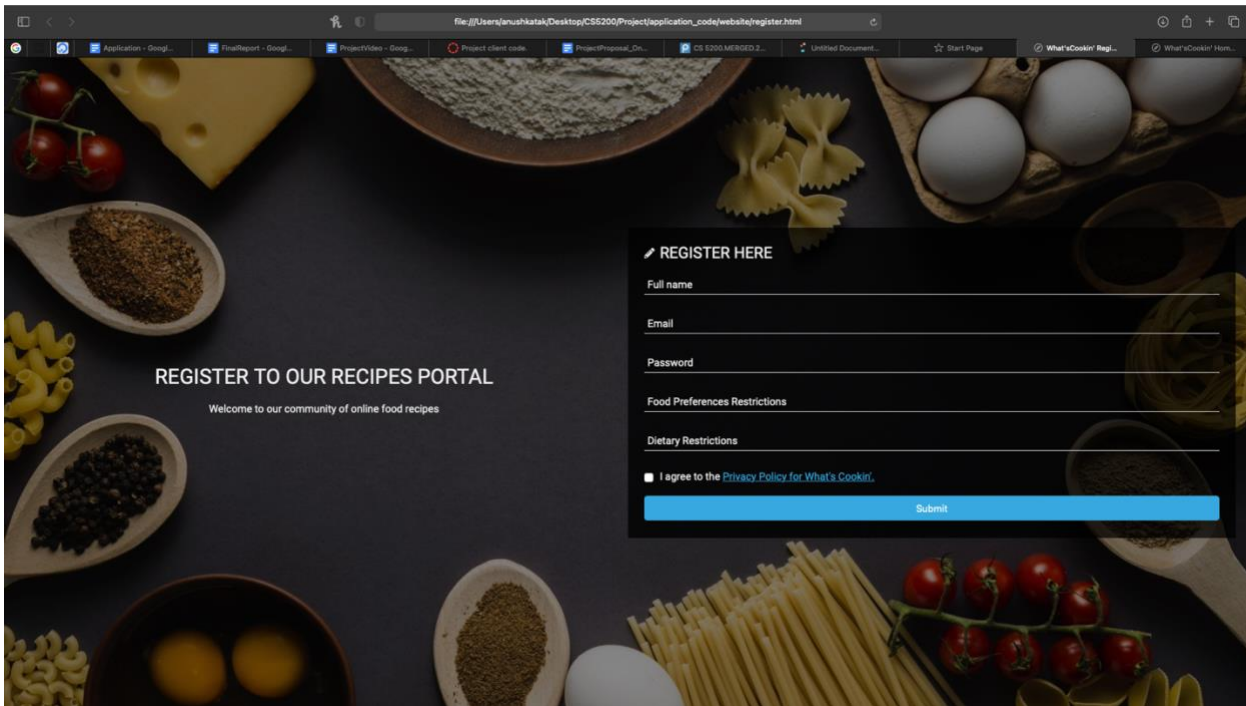 file:///Users/anushkatak/Desktop/CS5200/Project/application_code/website/register.html
Application - Googl...
FinalReport - Googl...
ProjectVideo - Goog...
Project client code.
ProjectProposal_On...
CS 5200.MERGED.2...
Untitled Document...
Start Page
What'sCookin' Regi...
What'sCookin' Hom...
REGISTER HERE
Full name
Email
Password
REGISTER TO OUR RECIPES PORTAL
Welcome to our community of online food recipes
Food Preferences Restrictions
Dietary Restrictions
I agree to the Privacy Policy for What's Cookin'.
Submit